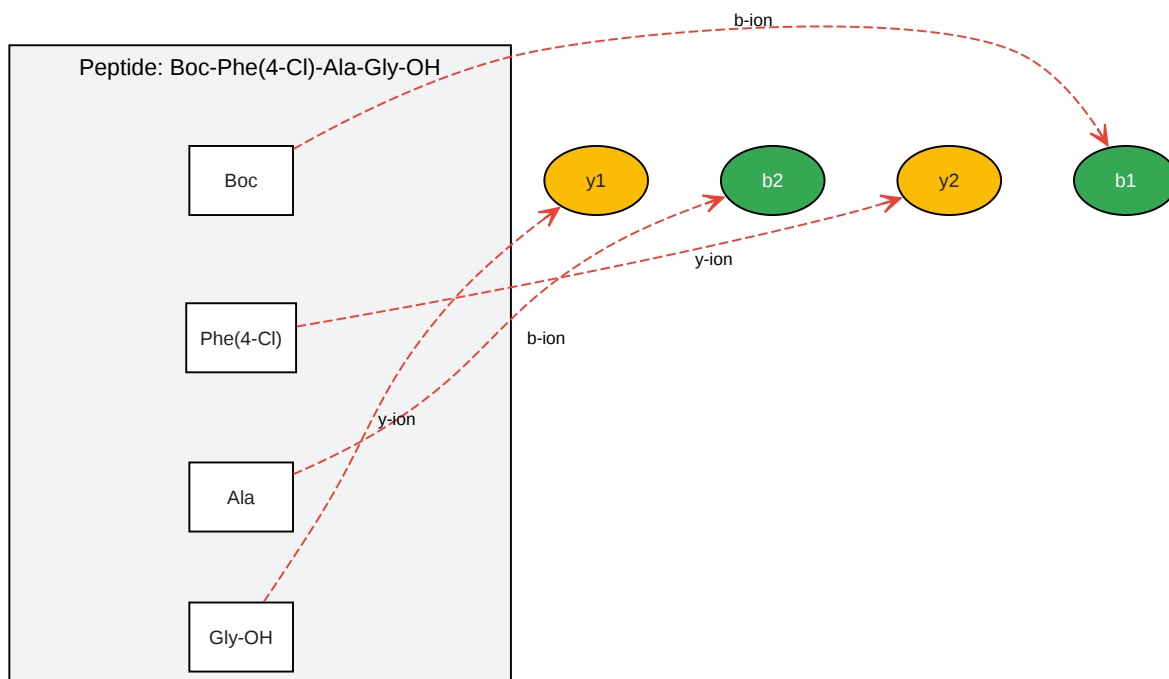 b-ion
Peptide: Boc-Phe(4-Cl)-Ala-Gly-OH
Boc
y1
b2
y2
b1
y-ion
Phe(4-Cl)
b-ion
y-ion
Ala
Gly-OH